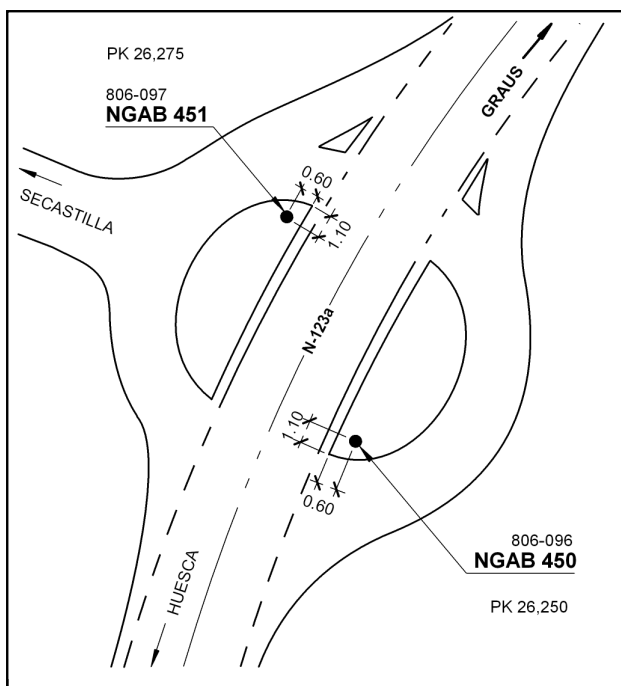 PK 26,275
806-097
NGAB 451
GRAUS
SECASTILLA
0.60
1.10
N-123a
1.10
0.60
HUESCA
806-096
NGAB 450
PK 26,250